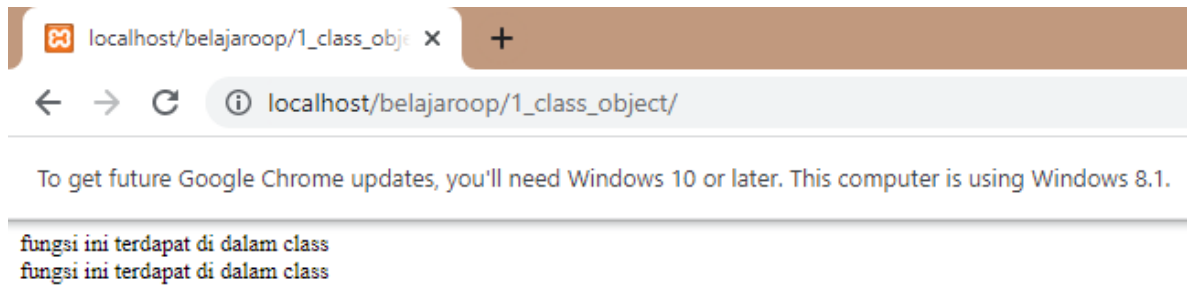 localhost/belajaroop/1_class_obje
localhost/belajaroop/1_class_object/
To get future Google Chrome updates, you'll need Windows 10 or later. This computer is using Windows 8.1.
fungsi ini terdapat di dalam class
fungsi ini terdapat di dalam class